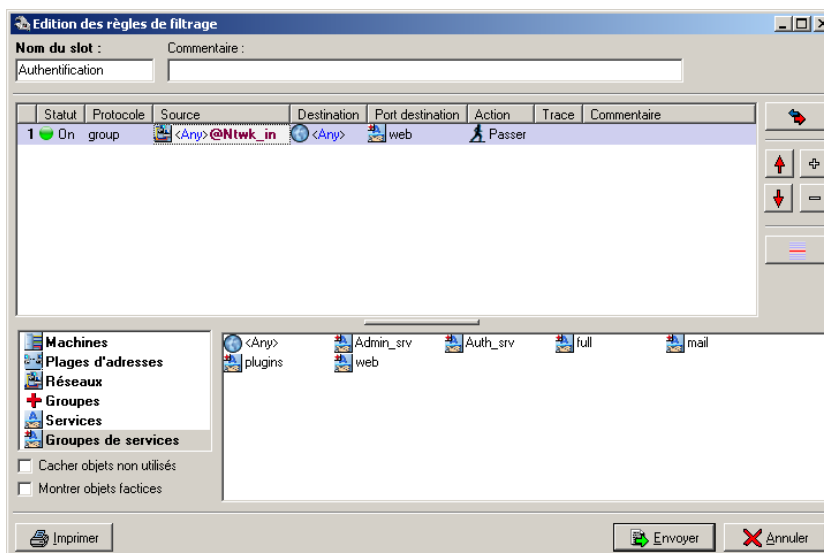 Edition des règles de filtrage
Nom du slot : Commentaire :
Authentification
Statut Protocole Source Destination Port destination Action Trace Commentaire
1 On group <Any>@Ntwk_in <Any> web Passer
Machines
Plages d'adresses
Réseaux
Groupes
Services
Groupes de services
<Any> Admin_srv Auth_srv full mail
plugins web
Cacher objets non utilisés
Montrer objets factices
Imprimer Envoyer Annuler